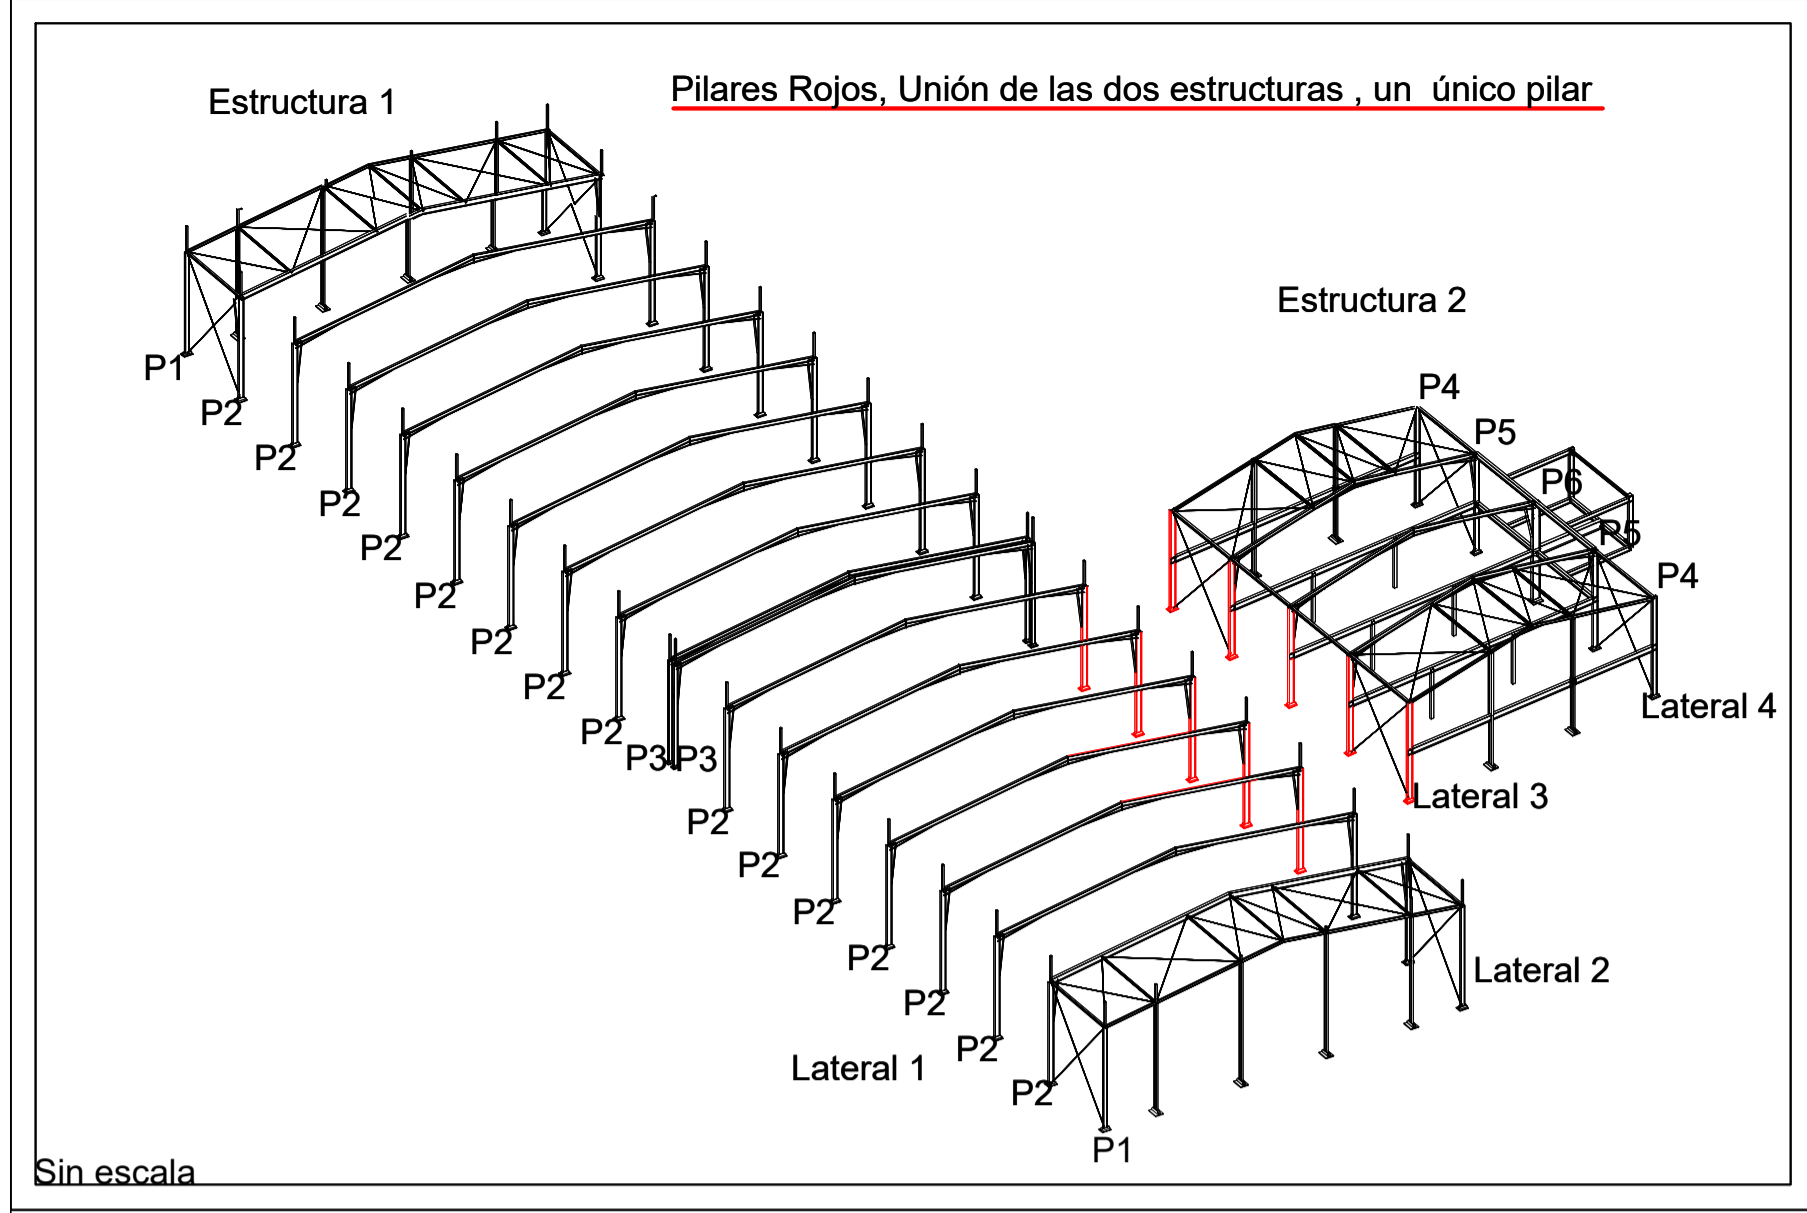 Estructura 1
Pilares Rojos, Unión de las dos estructuras , un  único pilar
Estructura 2
P1
P2
P2
P2
P2
P2
P2
P2
P2
P3
P3
P2
P2
P2
P2
P2
P2
P2
P1
P4
P5
P6
P5
P4
Lateral 4
Lateral 3
Lateral 2
Lateral 1
Sin escala